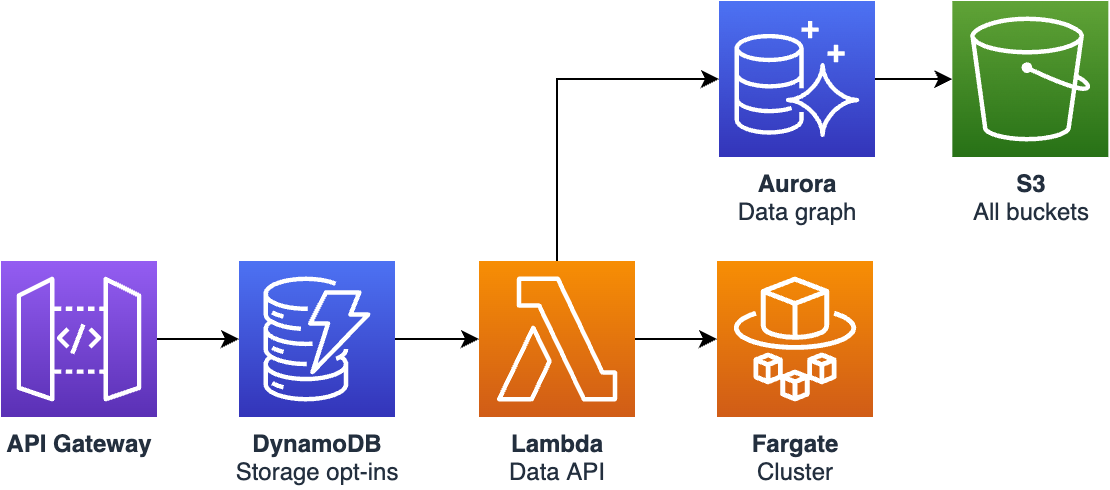 Aurora
Data graph
S3
All buckets
</>
API Gateway
DynamoDB
Storage opt-ins
Lambda
Data API
Fargate
Cluster